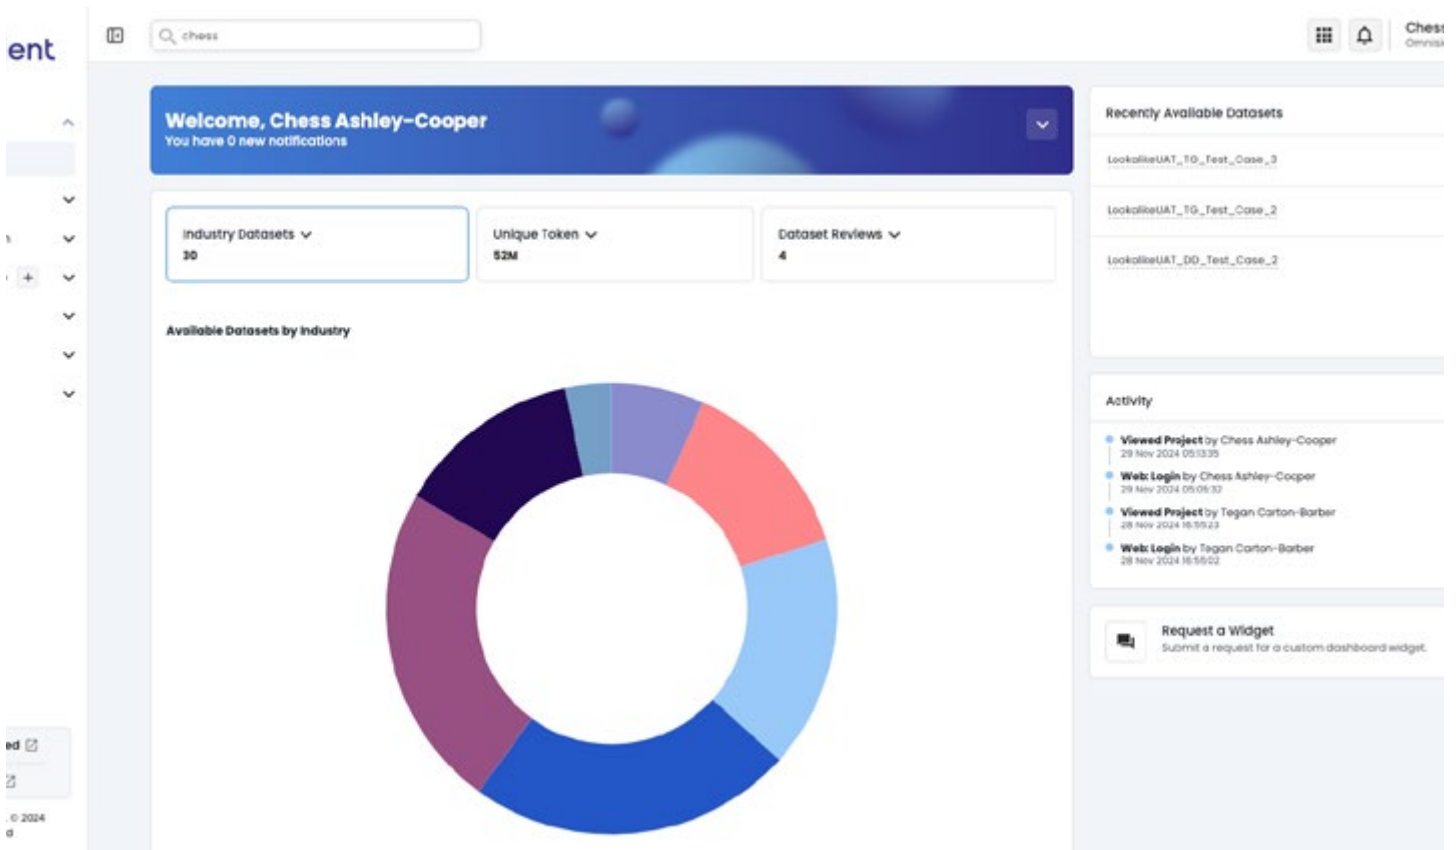 ent
chess
Chess
Welcome, Chess Ashley-Cooper
You have 0 new notifications
Industry Datasets
30
Unique Token
52M
Dataset Reviews
4
Available Datasets by Industry
Recently Available Datasets
LookalikeUAT_TG_Test_Case_3
LookalikeUAT_TG_Test_Case_2
LookalikeUAT_DD_Test_Case_2
Activity
Viewed Project by Chess Ashley-Cooper
29 Nov 2024 05:13:35
Web: Login by Chess Ashley-Cooper
29 Nov 2024 05:05:32
Viewed Project by Tegan Carton-Barber
28 Nov 2024 16:55:23
Web: Login by Tegan Carton-Barber
28 Nov 2024 16:55:02
Request a Widget
Submit a request for a custom dashboard widget.
ed
. © 2024
d